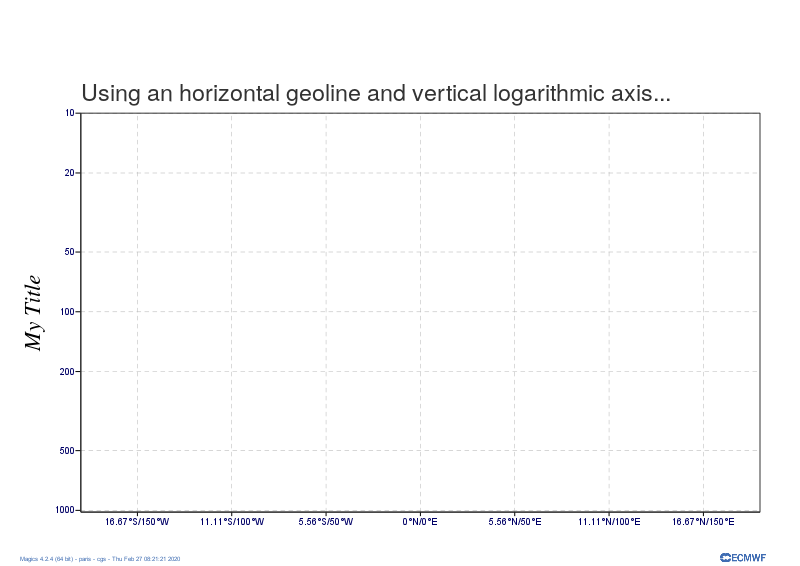 Using an horizontal geoline and vertical logarithmic axis...
10
20
50
My Title
100
200
500
1000
16.67°S/150°W 11.11°S/100°W 5.56°S/50°W 0°N/0°E 5.56°N/50°E 11.11°N/100°E 16.67°N/150°E
Magics 4.2.4 (64 bit) - paris - cgs - Thu Feb 27 08:21:21 2020
ECMWF